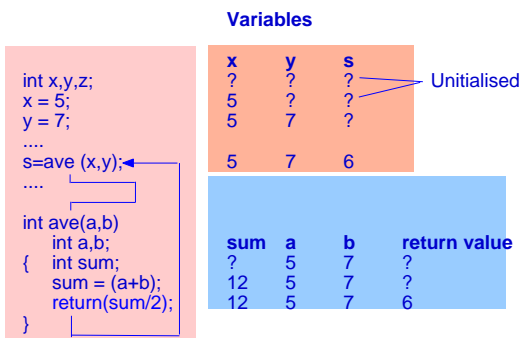 Variables
int x,y,z;
x = 5;
y = 7;
....
s=ave (x,y);
....
int ave(a,b)
int a,b;
{ int sum;
sum = (a+b);
return(sum/2);
}
x y s
? ? ? Unitialised
5 ? ?
5 7 ?
5 7 6
sum a b return value
? 5 7 ?
12 5 7 ?
12 5 7 6